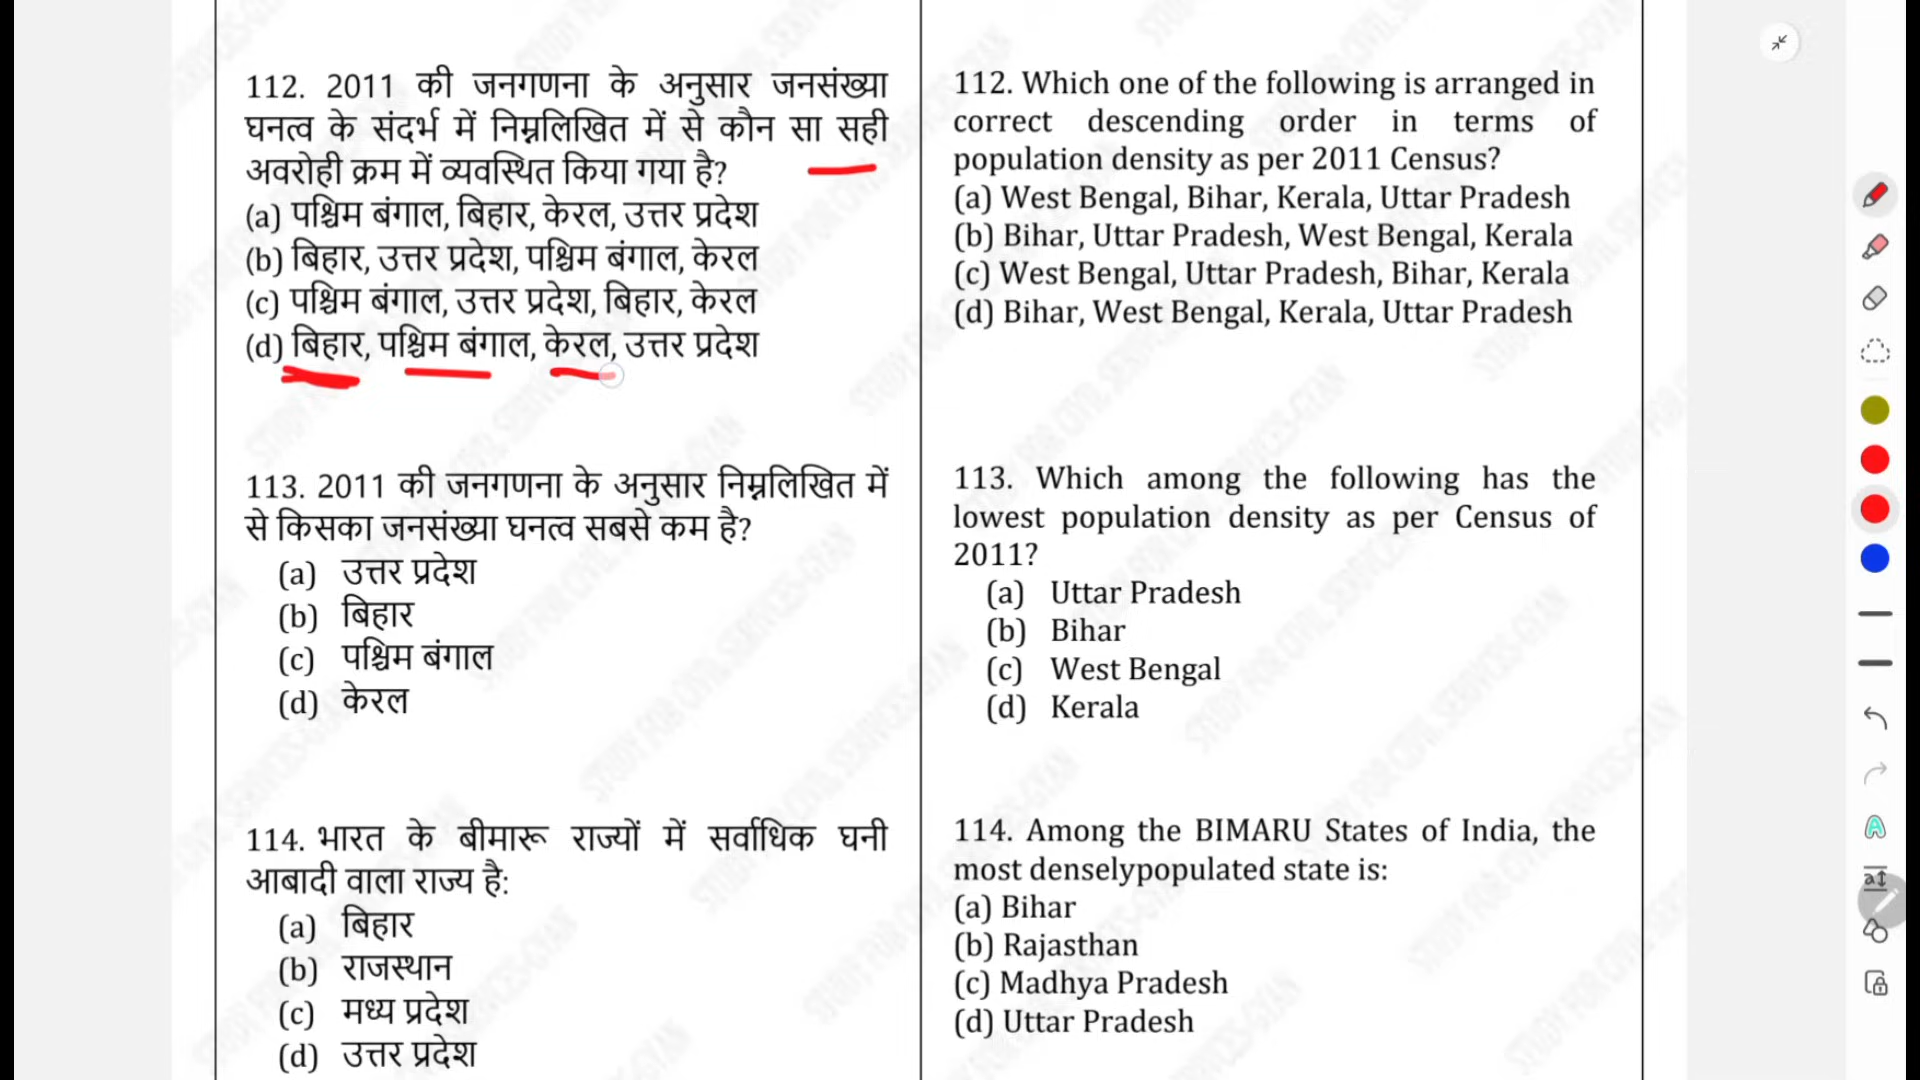 112. 2011 की जनगणना के अनुसार जनसंख्या
घनत्व के संदर्भ में निम्नलिखित में से कौन सा सही
अवरोही क्रम में व्यवस्थित किया गया है?
(a) पश्चिम बंगाल, बिहार, केरल, उत्तर प्रदेश
(b) बिहार, उत्तर प्रदेश, पश्चिम बंगाल, केरल
(c) पश्चिम बंगाल, उत्तर प्रदेश, बिहार, केरल
(d) बिहार, पश्चिम बंगाल, केरल, उत्तर प्रदेश
113. 2011 की जनगणना के अनुसार निम्नलिखित में
से किसका जनसंख्या घनत्व सबसे कम है?
(a) उत्तर प्रदेश
(b) बिहार
(c) पश्चिम बंगाल
(d) केरल
114. भारत के बीमारू राज्यों में सर्वाधिक घनी
आबादी वाला राज्य है:
(a) बिहार
(b) राजस्थान
(c) मध्य प्रदेश
(d) उत्तर प्रदेश
112. Which one of the following is arranged in
correct descending order in terms of
population density as per 2011 Census?
(a) West Bengal, Bihar, Kerala, Uttar Pradesh
(b) Bihar, Uttar Pradesh, West Bengal, Kerala
(c) West Bengal, Uttar Pradesh, Bihar, Kerala
(d) Bihar, West Bengal, Kerala, Uttar Pradesh
113. Which among the following has the
lowest population density as per Census of
2011?
(a) Uttar Pradesh
(b) Bihar
(c) West Bengal
(d) Kerala
114. Among the BIMARU States of India, the
most denselypopulated state is:
(a) Bihar
(b) Rajasthan
(c) Madhya Pradesh
(d) Uttar Pradesh
STUDY FOR CIVIL SERVICES-GYAN